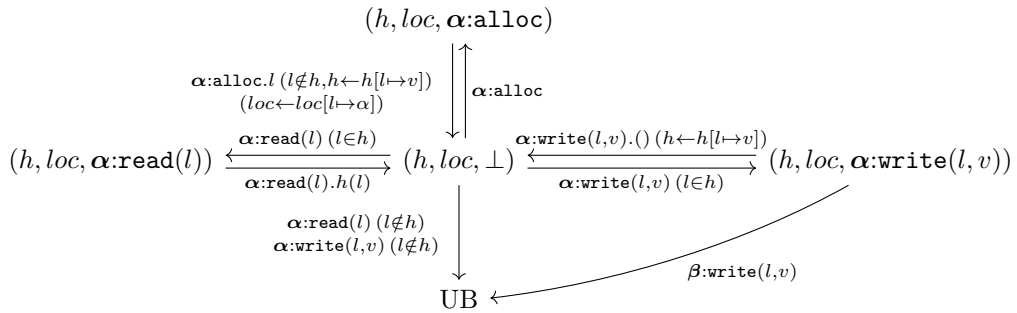 (h, loc, α:alloc)
α:alloc.l (l∉h,h←h[l↦v])
(loc←loc[l↦α])
α:alloc
α:read(l) (l∈h)
α:write(l,v).() (h←h[l↦v])
(h, loc, α:read(l))
(h, loc, ⊥)
(h, loc, α:write(l, v))
α:read(l).h(l)
α:write(l,v) (l∈h)
α:read(l) (l∉h)
α:write(l,v) (l∉h)
β:write(l,v)
UB